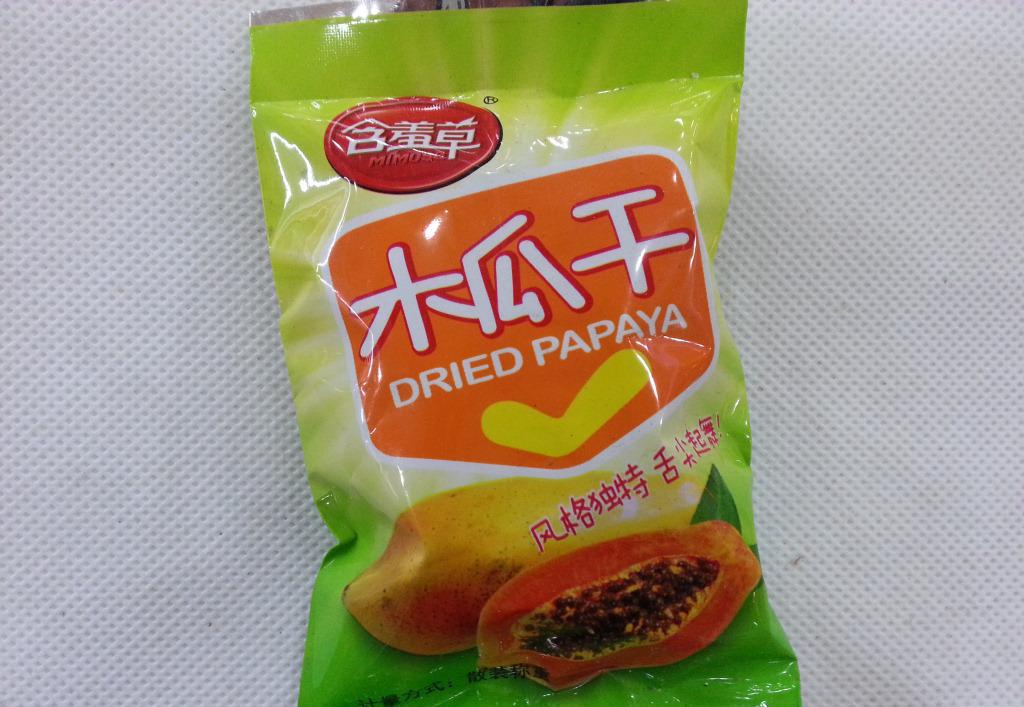 含羞草
MIMOSA
®
木瓜干
DRIED PAPAYA
风格独特 舌尖起舞!
计量方式：散装称重